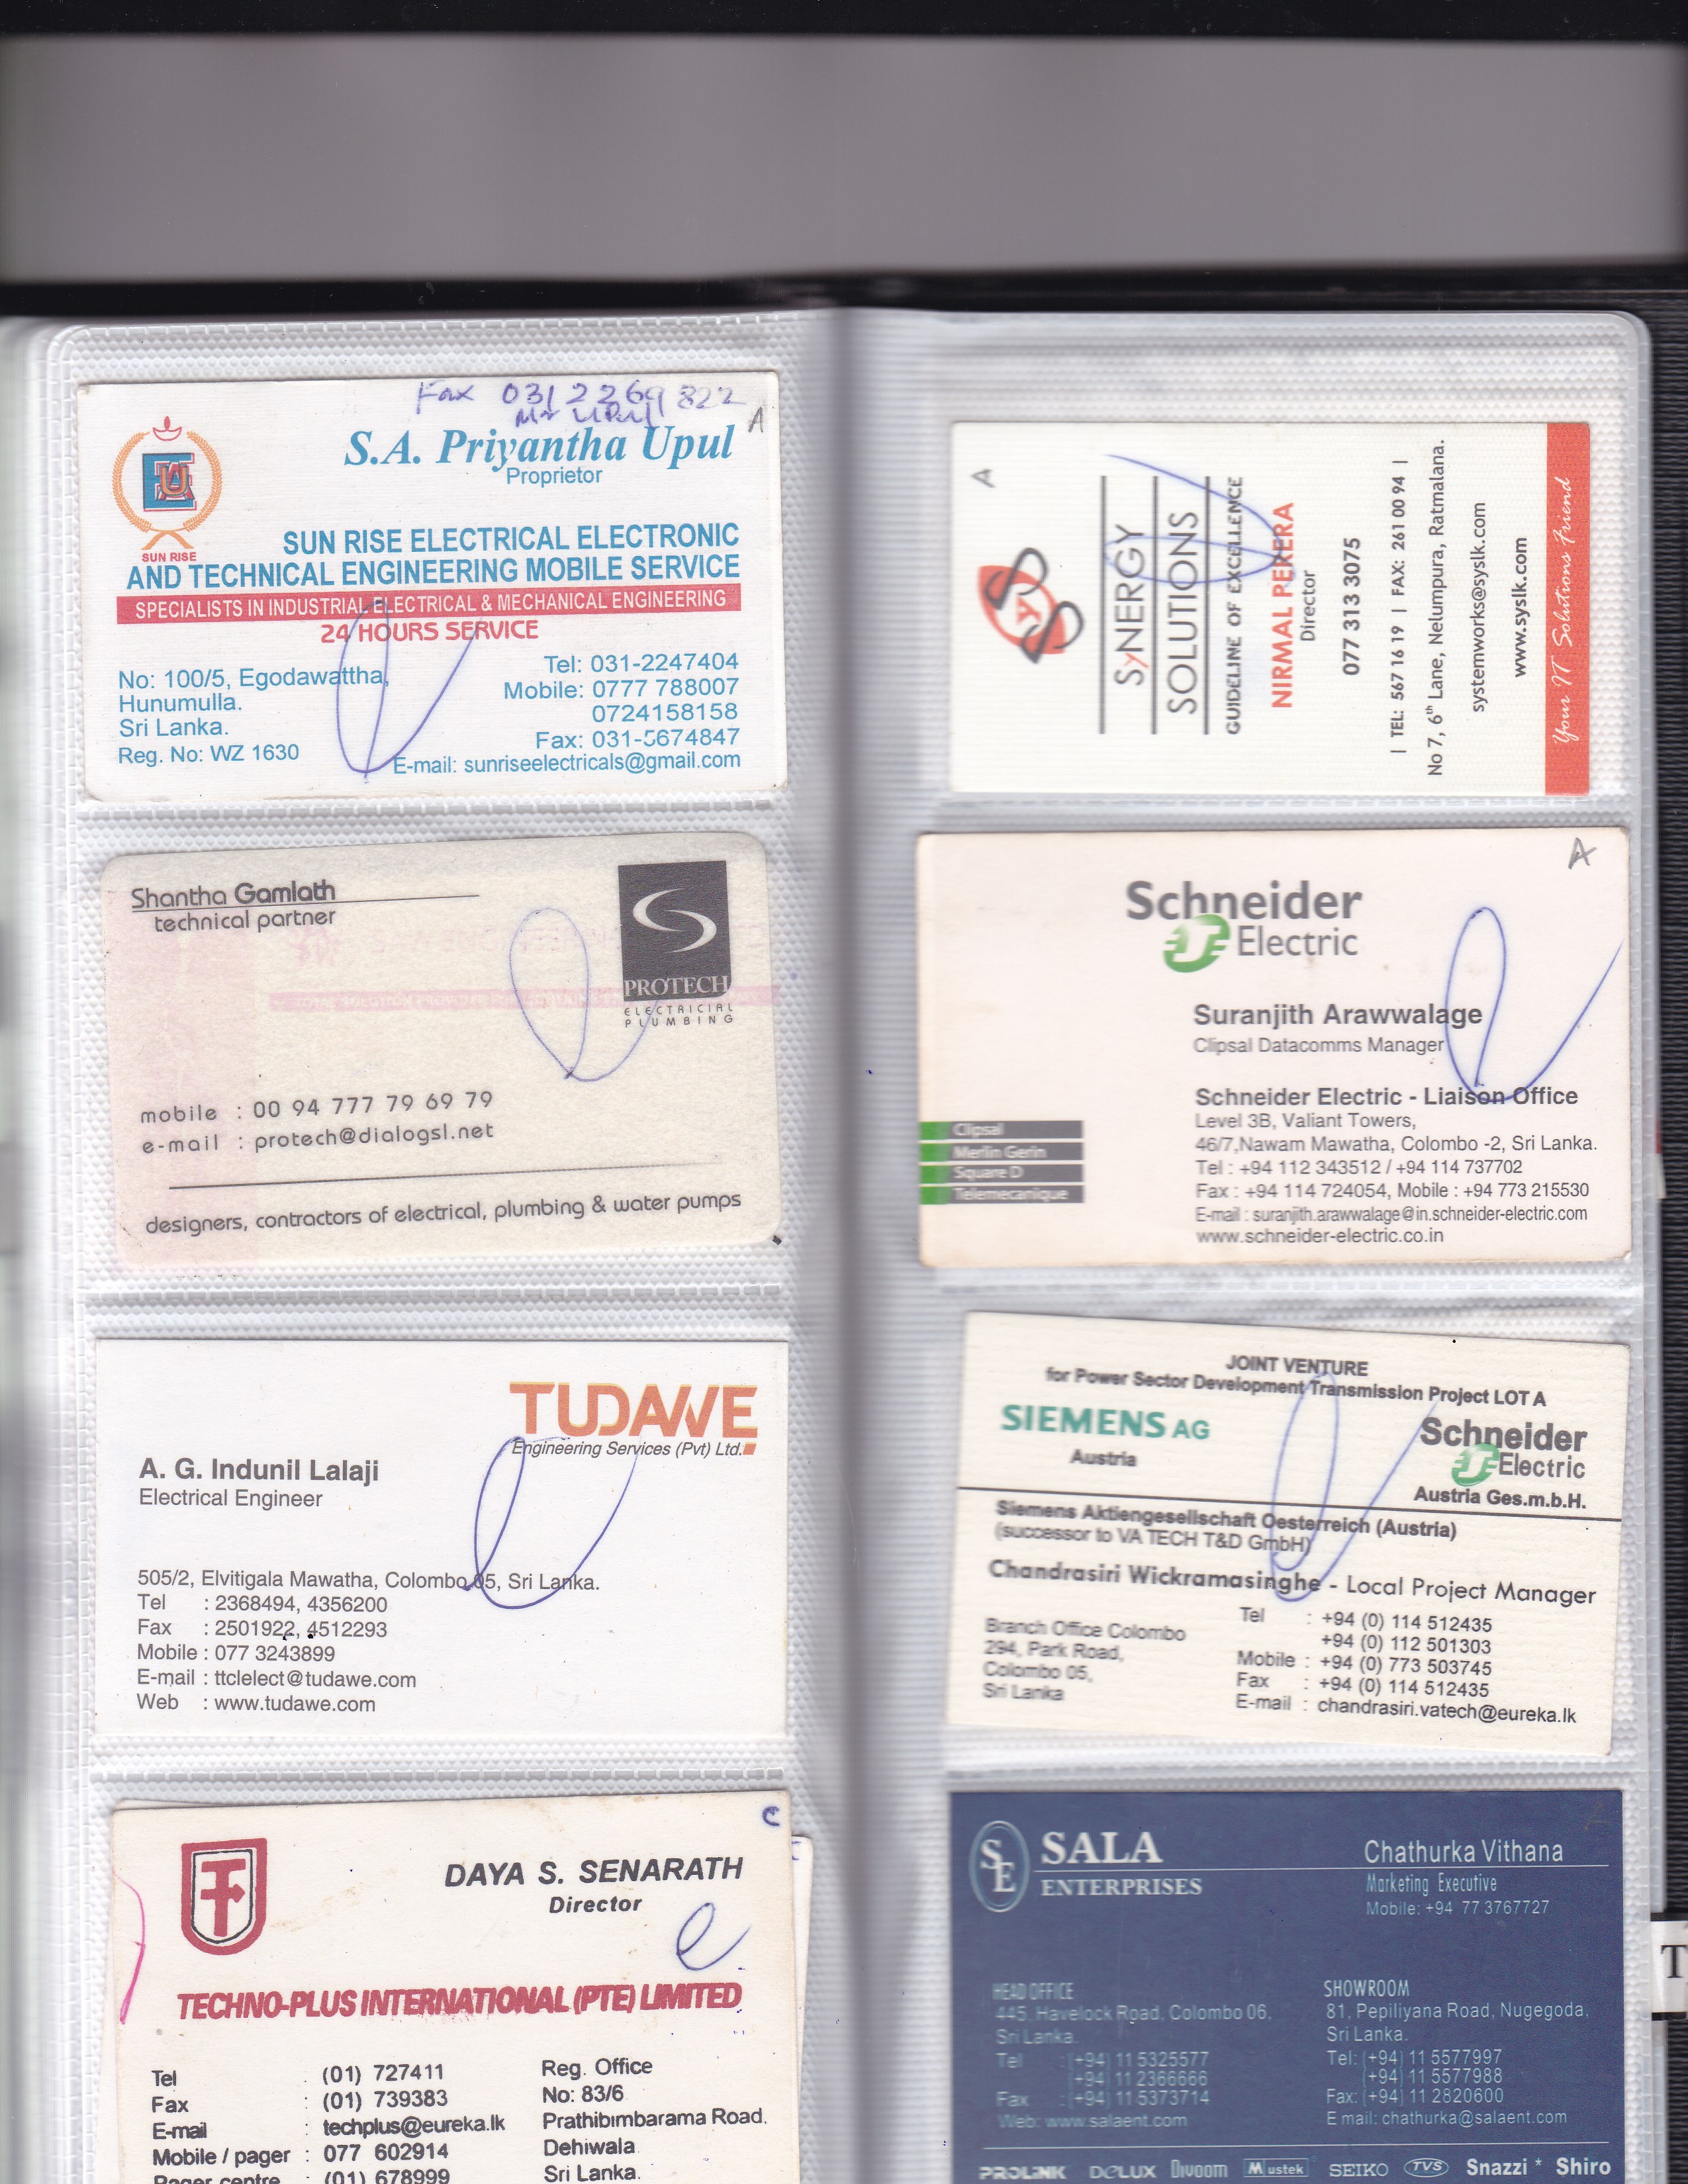 Fax 031 2269 822
Mr Upul
A
S.A. Priyantha Upul
Proprietor
SUN RISE
SUN RISE ELECTRICAL ELECTRONIC
AND TECHNICAL ENGINEERING MOBILE SERVICE
SPECIALISTS IN INDUSTRIAL ELECTRICAL & MECHANICAL ENGINEERING
24 HOURS SERVICE
No: 100/5, Egodawattha,
Hunumulla.
Sri Lanka.
Reg. No: WZ 1630
Tel: 031-2247404
Mobile: 0777 788007
0724158158
Fax: 031-5674847
E-mail: sunriseelectricals@gmail.com
Shantha Gamlath
technical partner
PROTECH
ELECTRICIAL
PLUMBING
mobile : 00 94 777 79 69 79
e-mail : protech@dialogsl.net
designers, contractors of electrical, plumbing & water pumps
TUDAWE
Engineering Services (Pvt) Ltd.
A. G. Indunil Lalaji
Electrical Engineer
505/2, Elvitigala Mawatha, Colombo 05, Sri Lanka.
Tel : 2368494, 4356200
Fax : 2501922, 4512293
Mobile : 077 3243899
E-mail : ttclelect@tudawe.com
Web : www.tudawe.com
C
DAYA S. SENARATH
Director
TECHNO-PLUS INTERNATIONAL (PTE) LIMITED
Tel : (01) 727411
Fax : (01) 739383
E-mail : techplus@eureka.lk
Mobile / pager : 077 602914
Pager centre : (01) 678999
Reg. Office
No: 83/6
Prathibimbarama Road.
Dehiwala
Sri Lanka.
A
SyNERGY
SOLUTIONS
GUIDELINE OF EXCELLENCE
NIRMAL PERERA
Director
077 313 3075
| TEL: 567 16 19 | FAX: 261 00 94 |
No 7, 6th Lane, Nelumpura, Ratmalana.
systemworks@syslk.com
www.syslk.com
Your IT Solutions Friend
A
Schneider
Electric
Suranjith Arawwalage
Clipsal Datacomms Manager
Schneider Electric - Liaison Office
Level 3B, Valiant Towers,
46/7,Nawam Mawatha, Colombo -2, Sri Lanka.
Tel : +94 112 343512 / +94 114 737702
Fax : +94 114 724054, Mobile : +94 773 215530
E-mail : suranjith.arawwalage@in.schneider-electric.com
www.schneider-electric.co.in
Clipsal
Merlin Gerin
Square D
Telemecanique
JOINT VENTURE
for Power Sector Development Transmission Project LOT A
SIEMENS AG
Austria
Schneider
Electric
Austria Ges.m.b.H.
Siemens Aktiengesellschaft Oesterreich (Austria)
(successor to VA TECH T&D GmbH)
Chandrasiri Wickramasinghe - Local Project Manager
Branch Office Colombo
294, Park Road,
Colombo 05,
Sri Lanka
Tel : +94 (0) 114 512435
+94 (0) 112 501303
Mobile : +94 (0) 773 503745
Fax : +94 (0) 114 512435
E-mail : chandrasiri.vatech@eureka.lk
SE
SALA
ENTERPRISES
Chathurka Vithana
Marketing Executive
Mobile: +94 77 3767727
HEAD OFFICE
445, Havelock Road, Colombo 06,
Sri Lanka.
Tel : (+94) 11 5325577
(+94) 11 2366666
Fax : (+94) 11 5373714
Web: www.salaent.com
SHOWROOM
81, Pepiliyana Road, Nugegoda,
Sri Lanka.
Tel: (+94) 11 5577997
(+94) 11 5577988
Fax: (+94) 11 2820600
E mail: chathurka@salaent.com
PROLiNK DeLUX Divoom Mustek SEIKO TVS Snazzi * Shiro
T